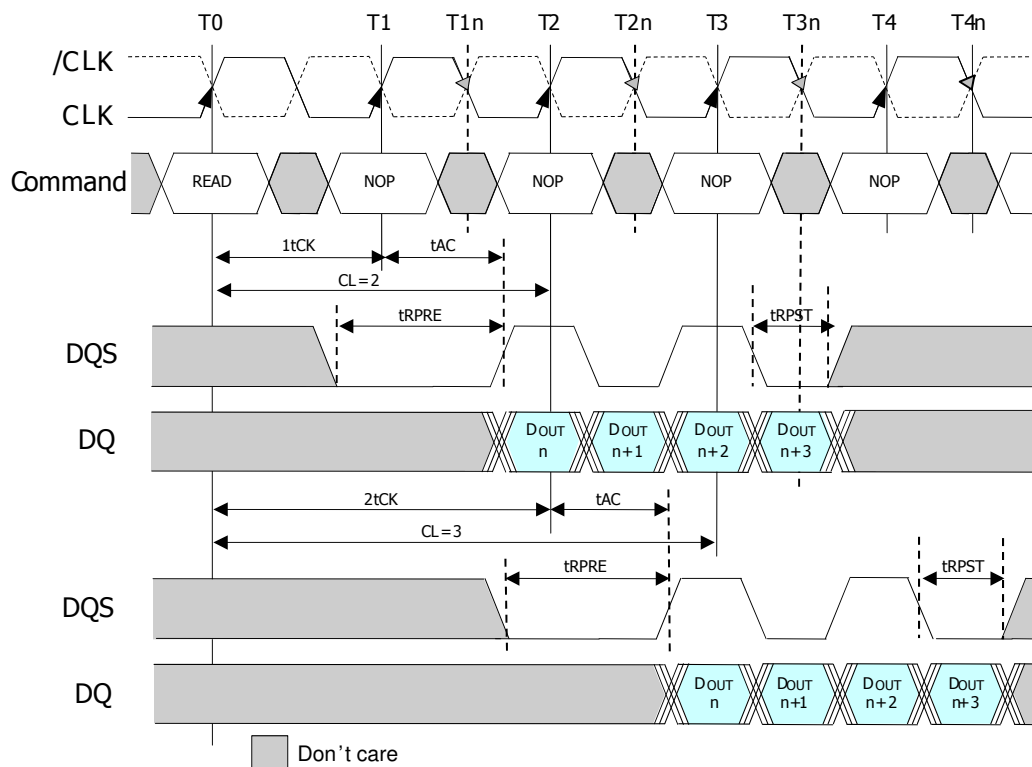 T0 T1 T1n T2 T2n T3 T3n T4 T4n
/CLK
CLK
Command READ NOP NOP NOP NOP
1tCK tAC
CL=2
tRPRE tRPST
DQS
DQ
DOUT n
DOUT n+1
DOUT n+2
DOUT n+3
2tCK tAC
CL=3
tRPRE tRPST
DQS
DQ
DOUT n
DOUT n+1
DOUT n+2
DOUT n+3
Don't care